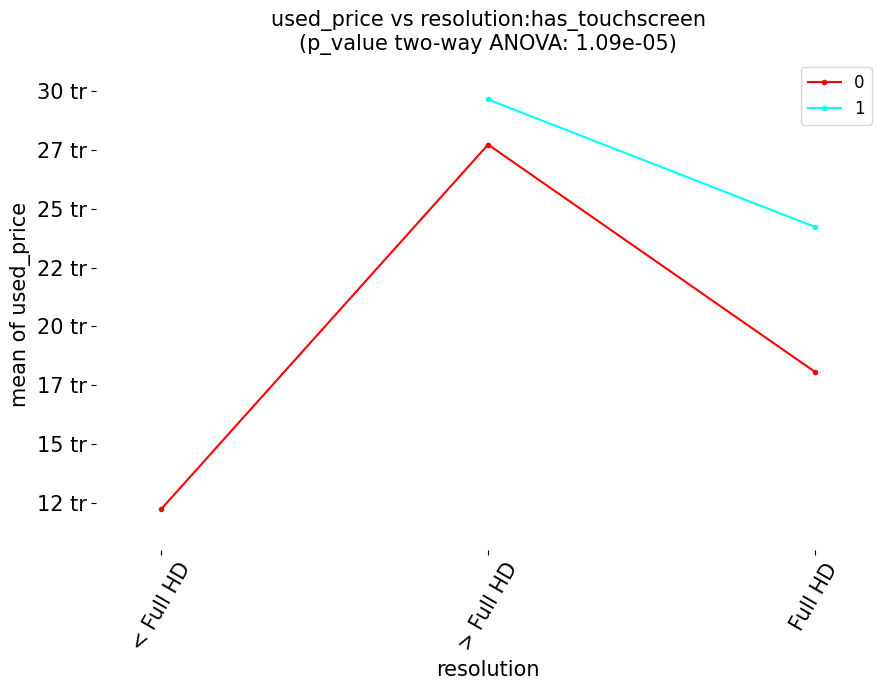 used_price vs resolution:has_touchscreen
(p_value two-way ANOVA: 1.09e-05)
0
1
30 tr
27 tr
25 tr
22 tr
20 tr
17 tr
15 tr
12 tr
mean of used_price
< Full HD
> Full HD
Full HD
resolution